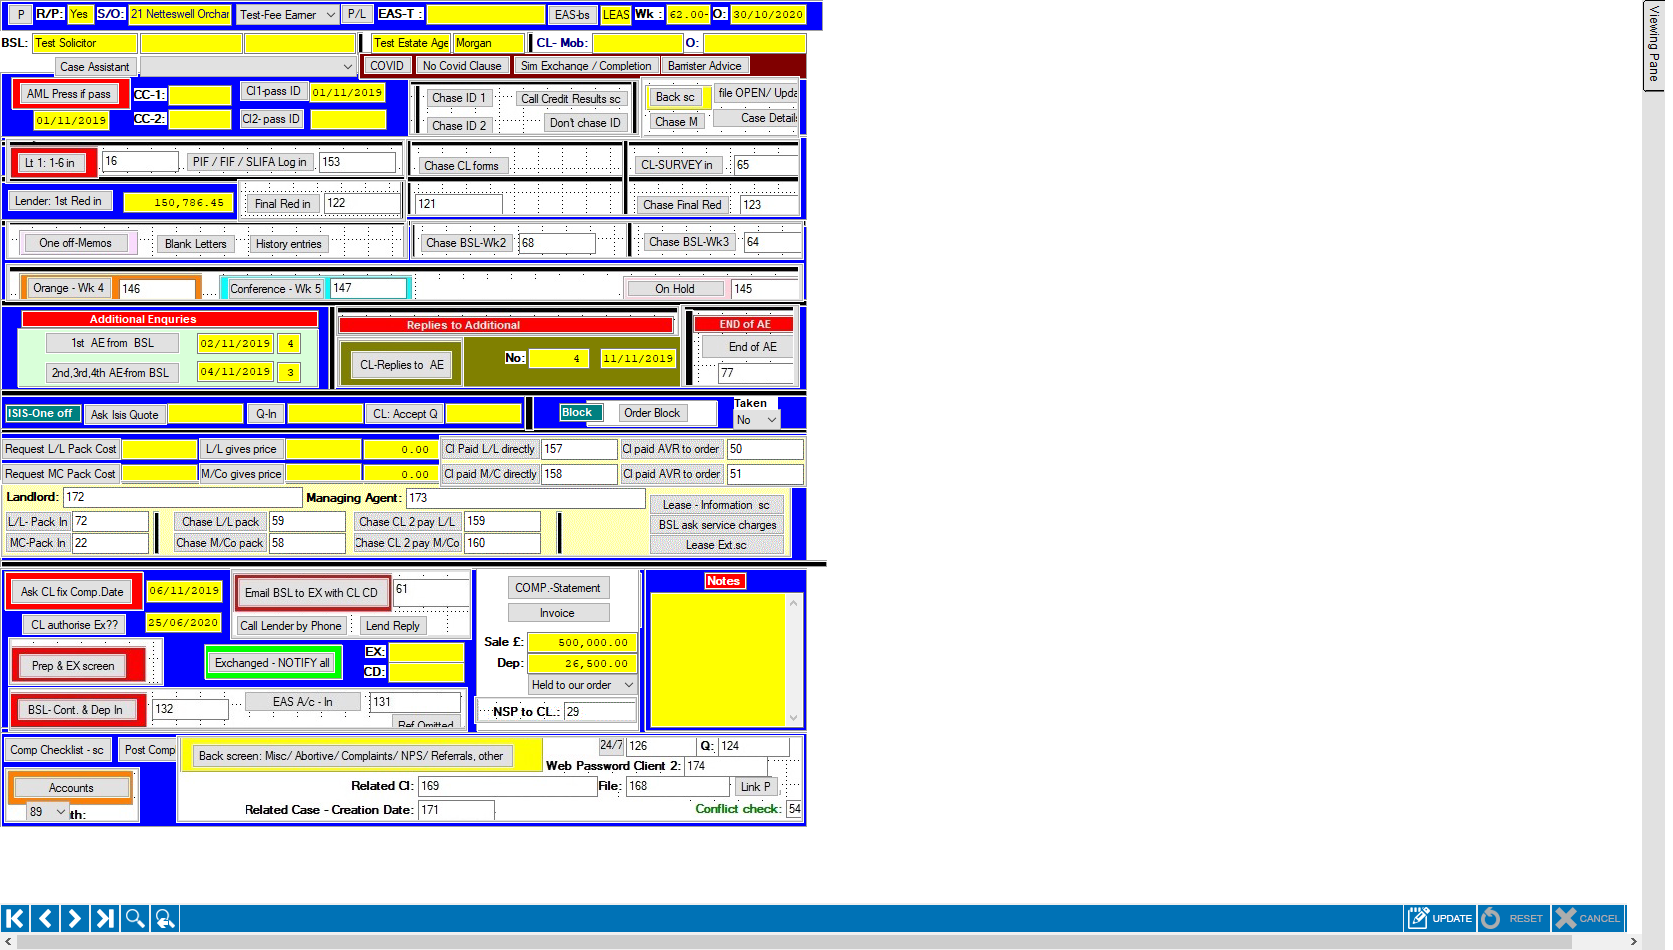 P R/P: Yes S/O: 21 Netteswell Orchar Test-Fee Earner P/L EAS-T : EAS-bs LEAS Wk : 62.00- O: 30/10/2020
BSL: Test Solicitor Test Estate Age Morgan CL- Mob: O:
Case Assistant COVID No Covid Clause Sim Exchange / Completion Barrister Advice
AML Press if pass CC-1: Cl1-pass ID 01/11/2019 Chase ID 1 Call Credit Results sc Back sc file OPEN/ Upda
01/11/2019 CC-2: Cl2- pass ID Chase ID 2 Don't chase ID Chase M Case Details
Lt 1: 1-6 in 16 PIF / FIF / SLIFA Log in 153 Chase CL forms CL-SURVEY in 65
Lender: 1st Red in 150,786.45 Final Red in 122 121 Chase Final Red 123
One off-Memos Blank Letters History entries Chase BSL-Wk2 68 Chase BSL-Wk3 64
Orange - Wk 4 146 Conference - Wk 5 147 On Hold 145
Additional Enquries Replies to Additional END of AE
1st AE from BSL 02/11/2019 4 CL-Replies to AE No: 4 11/11/2019 End of AE
2nd,3rd,4th AE-from BSL 04/11/2019 3 77
ISIS-One off Ask Isis Quote Q-In CL: Accept Q Block Order Block Taken
No
Request L/L Pack Cost L/L gives price 0.00 Cl Paid L/L directly 157 Cl paid AVR to order 50
Request MC Pack Cost M/Co gives price 0.00 Cl paid M/C directly 158 Cl paid AVR to order 51
Landlord: 172 Managing Agent: 173 Lease - Information sc
L/L- Pack In 72 Chase L/L pack 59 Chase CL 2 pay L/L 159 BSL ask service charges
MC-Pack In 22 Chase M/Co pack 58 Chase CL 2 pay M/Co 160 Lease Ext.sc
Ask CL fix Comp.Date 06/11/2019 Email BSL to EX with CL CD 61 COMP.-Statement Notes
CL authorise Ex?? 25/06/2020 Call Lender by Phone Lend Reply Invoice
Sale £: 500,000.00
Prep & EX screen Exchanged - NOTIFY all EX: Dep: 26,500.00
CD: Held to our order
BSL- Cont. & Dep In 132 EAS A/c - In 131 NSP to CL.: 29
Ref Omitted
Comp Checklist - sc Post Comp Back screen: Misc/ Abortive/ Complaints/ NPS/ Referrals, other 24/7 126 Q: 124
Web Password Client 2: 174
Accounts Related Cl: 169 File: 168 Link P
89 th: Related Case - Creation Date: 171 Conflict check: 54
UPDATE RESET CANCEL
Viewing Pane